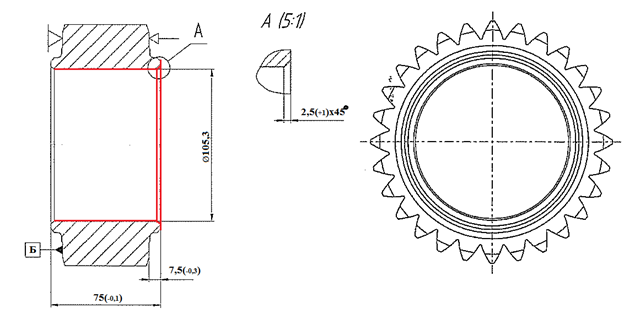 А
А (5:1)
2,5(+1)x45°
Ø105,3
Б
7,5(-0,3)
75(-0,1)